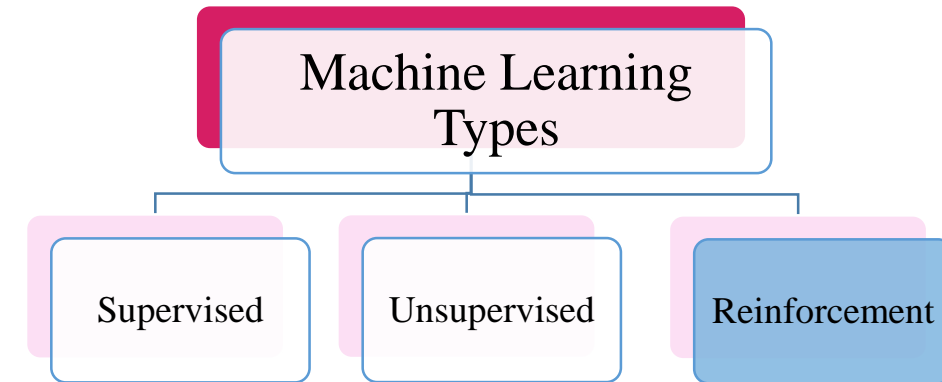 Machine Learning
Types
Supervised
Unsupervised
Reinforcement